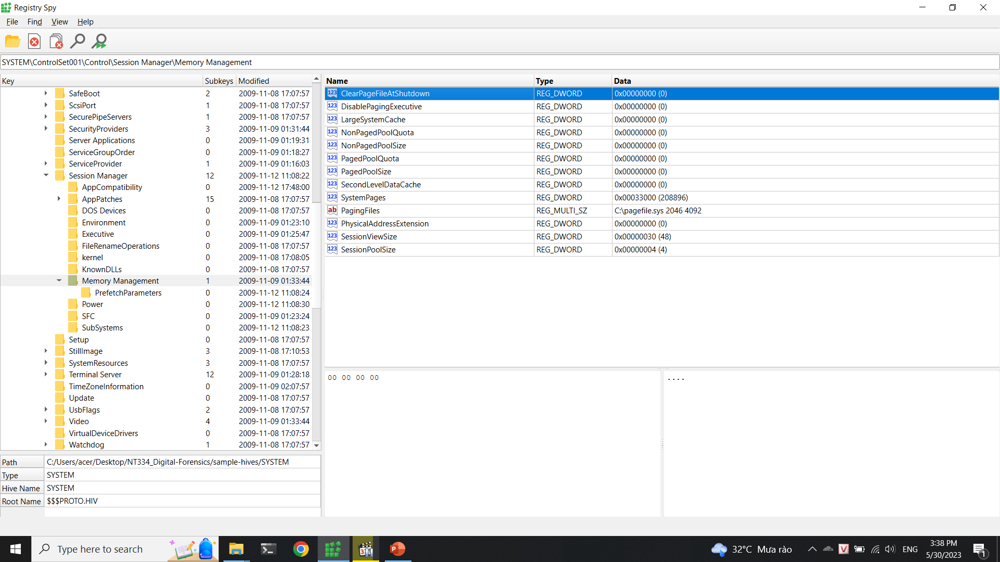 Registry Spy
File Find View Help
SYSTEM\ControlSet001\Control\Session Manager\Memory Management
Key Subkeys Modified
SafeBoot 2 2009-11-08 17:07:57
ScsiPort 1 2009-11-08 17:07:57
SecurePipeServers 1 2009-11-08 17:07:57
SecurityProviders 3 2009-11-09 01:31:44
Server Applications 0 2009-11-09 01:19:31
ServiceGroupOrder 0 2009-11-09 01:18:27
ServiceProvider 1 2009-11-09 01:16:03
Session Manager 12 2009-11-12 11:08:22
AppCompatibility 0 2009-11-12 17:48:00
AppPatches 15 2009-11-08 17:07:57
DOS Devices 0 2009-11-08 17:07:57
Environment 0 2009-11-09 01:23:10
Executive 0 2009-11-09 01:25:47
FileRenameOperations 0 2009-11-08 17:07:57
kernel 0 2009-11-08 17:08:05
KnownDLLs 0 2009-11-08 17:07:57
Memory Management 1 2009-11-09 01:33:44
PrefetchParameters 0 2009-11-12 11:08:24
Power 0 2009-11-12 11:08:30
SFC 0 2009-11-09 01:23:24
SubSystems 0 2009-11-12 11:08:23
Setup 0 2009-11-08 17:07:57
StillImage 3 2009-11-08 17:10:53
SystemResources 3 2009-11-08 17:07:57
Terminal Server 12 2009-11-09 01:28:18
TimeZoneInformation 0 2009-11-09 02:07:57
Update 0 2009-11-08 17:07:57
UsbFlags 2 2009-11-08 17:07:57
Video 4 2009-11-09 01:33:44
VirtualDeviceDrivers 0 2009-11-08 17:07:57
Watchdog 1 2009-11-08 17:07:57
Path C:/Users/acer/Desktop/NT334_Digital-Forensics/sample-hives/SYSTEM
Type SYSTEM
Hive Name SYSTEM
Root Name $$$PROTO.HIV
Name Type Data
123 ClearPageFileAtShutdown REG_DWORD 0x00000000 (0)
123 DisablePagingExecutive REG_DWORD 0x00000000 (0)
123 LargeSystemCache REG_DWORD 0x00000000 (0)
123 NonPagedPoolQuota REG_DWORD 0x00000000 (0)
123 NonPagedPoolSize REG_DWORD 0x00000000 (0)
123 PagedPoolQuota REG_DWORD 0x00000000 (0)
123 PagedPoolSize REG_DWORD 0x00000000 (0)
123 SecondLevelDataCache REG_DWORD 0x00000000 (0)
123 SystemPages REG_DWORD 0x00033000 (208896)
ab PagingFiles REG_MULTI_SZ C:\pagefile.sys 2046 4092
123 PhysicalAddressExtension REG_DWORD 0x00000000 (0)
123 SessionViewSize REG_DWORD 0x00000030 (48)
123 SessionPoolSize REG_DWORD 0x00000004 (4)
00 00 00 00 ....
Type here to search
32°C Mưa rào
ENG
3:38 PM
5/30/2023
1